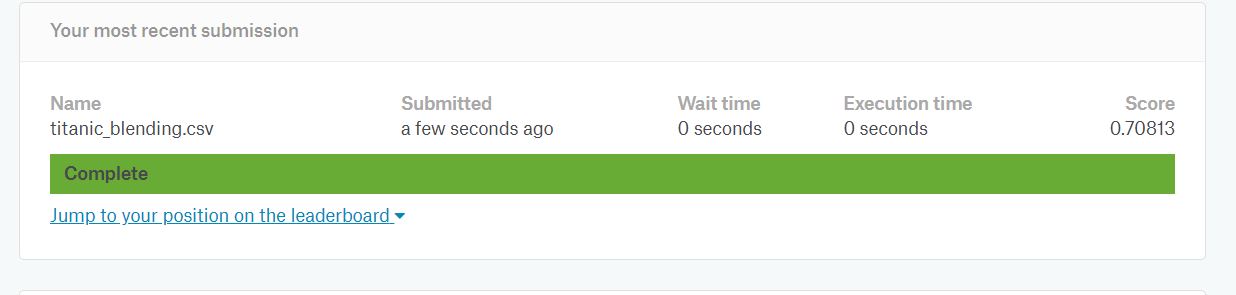 Your most recent submission
Name Submitted Wait time Execution time Score
titanic_blending.csv a few seconds ago 0 seconds 0 seconds 0.70813
Complete
Jump to your position on the leaderboard